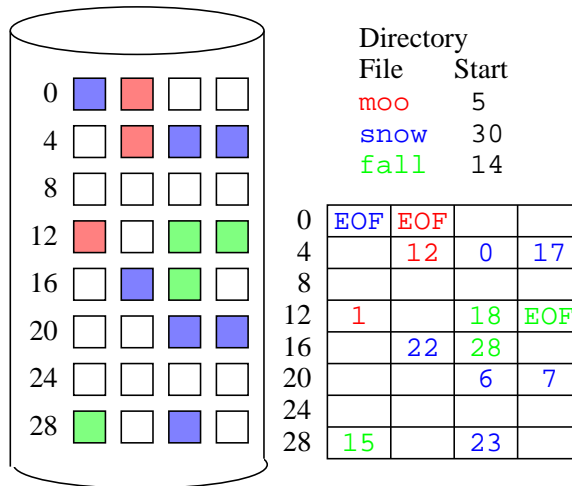 Directory
File Start
moo 5
snow 30
fall 14
0
4
8
12
16
20
24
28
0 EOF EOF
4 12 0 17
8
12 1 18 EOF
16 22 28
20 6 7
24
28 15 23